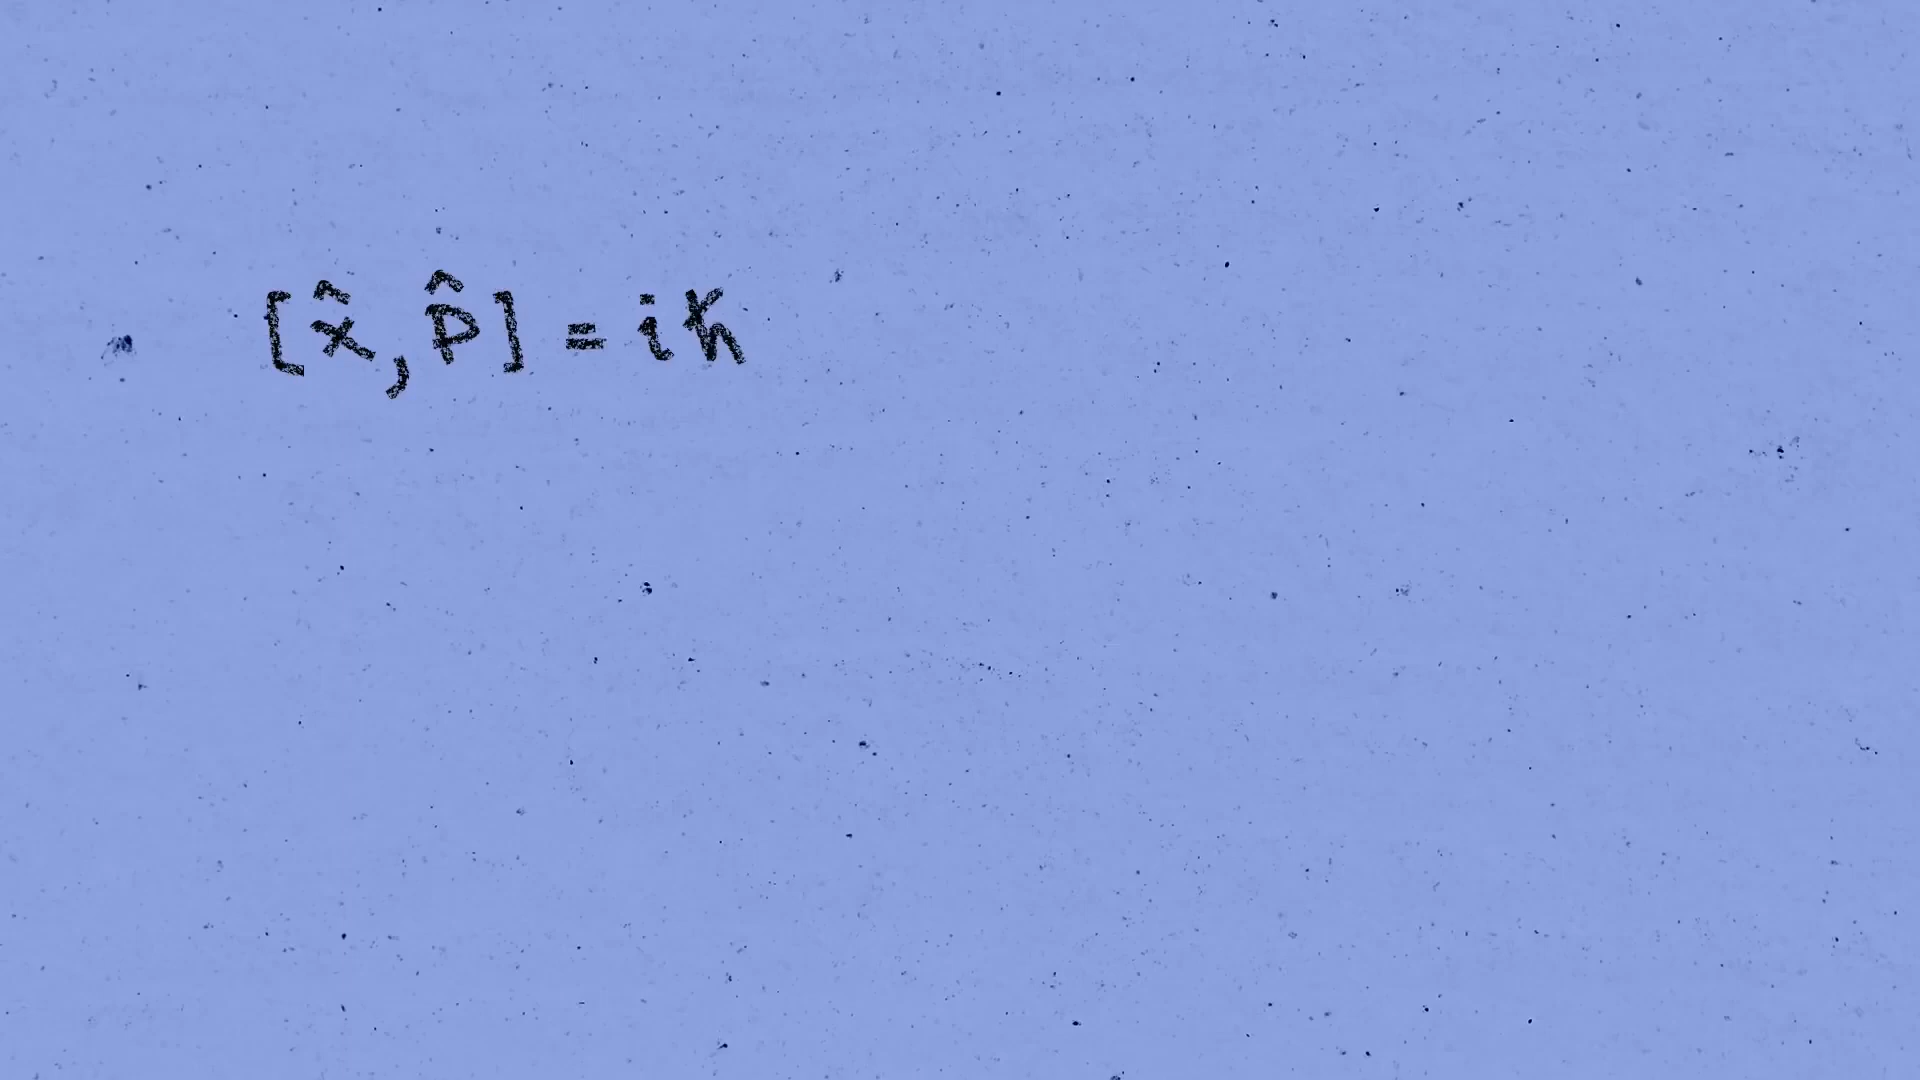 [x̂, p̂] = iℏ